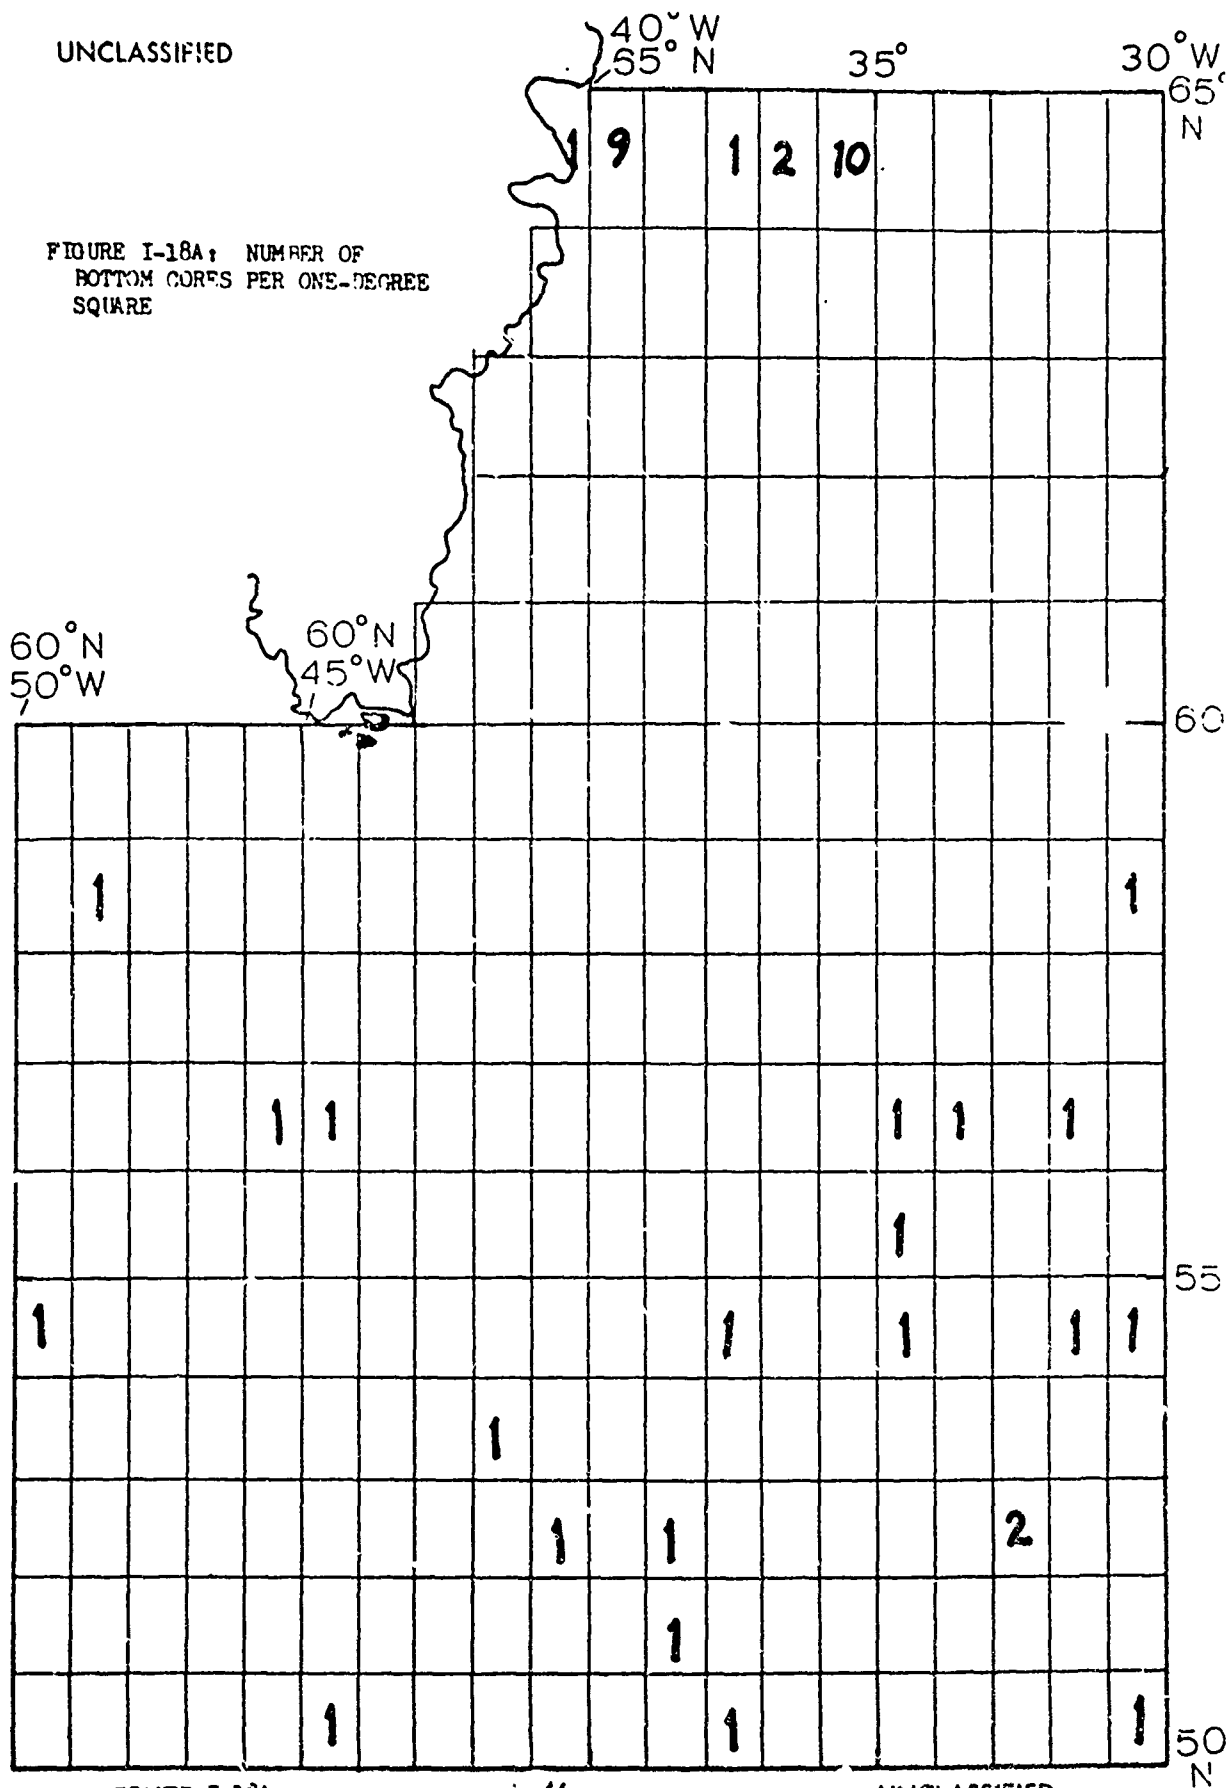 UNCLASSIFIED
40°W
65°N
35°
30°W
65°
N
1 9 1 2 10
FIGURE I-18A: NUMBER OF
BOTTOM CORES PER ONE-DEGREE
SQUARE
60°N
50°W
60°N
45°W
60
1 1
1 1 1 1 1
1
55
1 1 1 1 1
1
1 1 2
1
1 1 1
50
N
UNCLASSIFIED